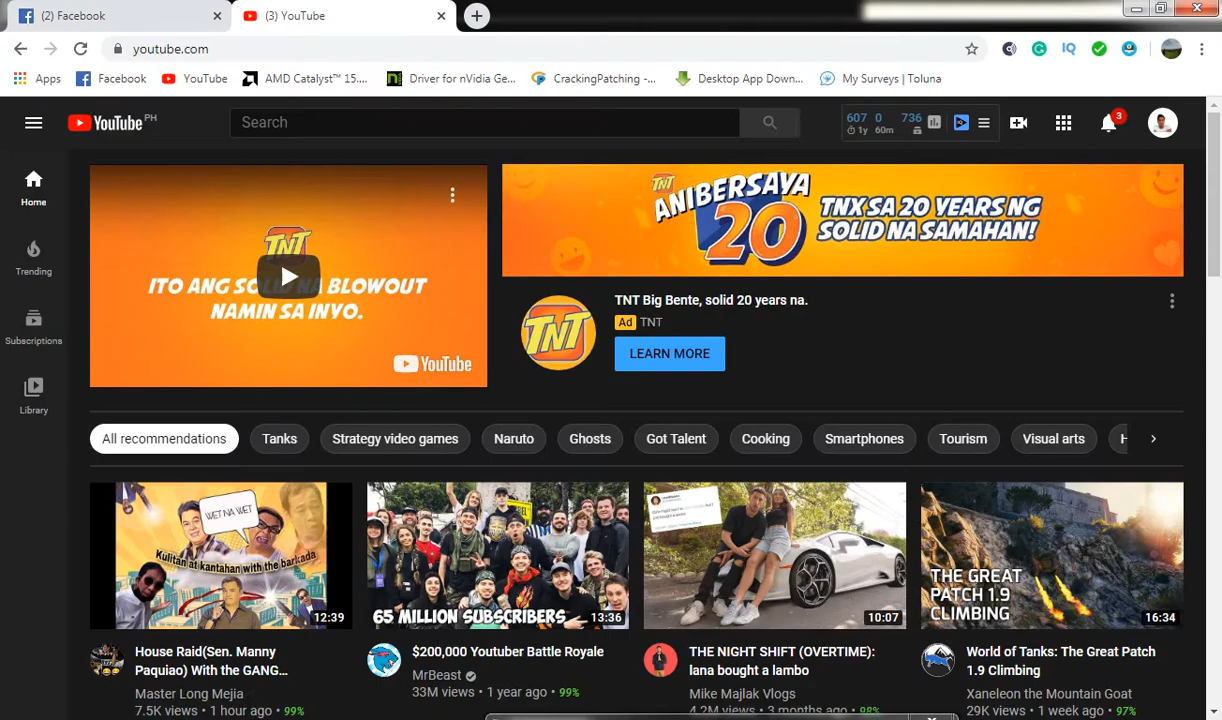 (2) Facebook
(3) YouTube
youtube.com
Apps
Facebook
YouTube
AMD Catalyst™ 15....
Driver for nVidia Ge...
CrackingPatching -...
Desktop App Down...
My Surveys | Toluna
YouTube PH
Search
607 0 736
1y 60m
3
Home
Trending
Subscriptions
Library
TNT
ITO ANG SOLID NA BLOWOUT
NAMIN SA INYO.
YouTube
TNT
ANIBERSAYA
20
TNX SA 20 YEARS NG
SOLID NA SAMAHAN!
TNT
TNT Big Bente, solid 20 years na.
Ad TNT
LEARN MORE
All recommendations
Tanks
Strategy video games
Naruto
Ghosts
Got Talent
Cooking
Smartphones
Tourism
Visual arts
WET NA WET
Kulitan at kantahan with the barkada
12:39
65 MILLION SUBSCRIBERS
13:36
10:07
THE GREAT
PATCH 1.9
CLIMBING
16:34
House Raid(Sen. Manny
Paquiao) With the GANG...
Master Long Mejia
7.5K views • 1 hour ago • 99%
$200,000 Youtuber Battle Royale
MrBeast
33M views • 1 year ago • 99%
THE NIGHT SHIFT (OVERTIME):
lana bought a lambo
Mike Majlak Vlogs
4.2M views • 3 months ago • 98%
World of Tanks: The Great Patch
1.9 Climbing
Xaneleon the Mountain Goat
29K views • 1 week ago • 97%